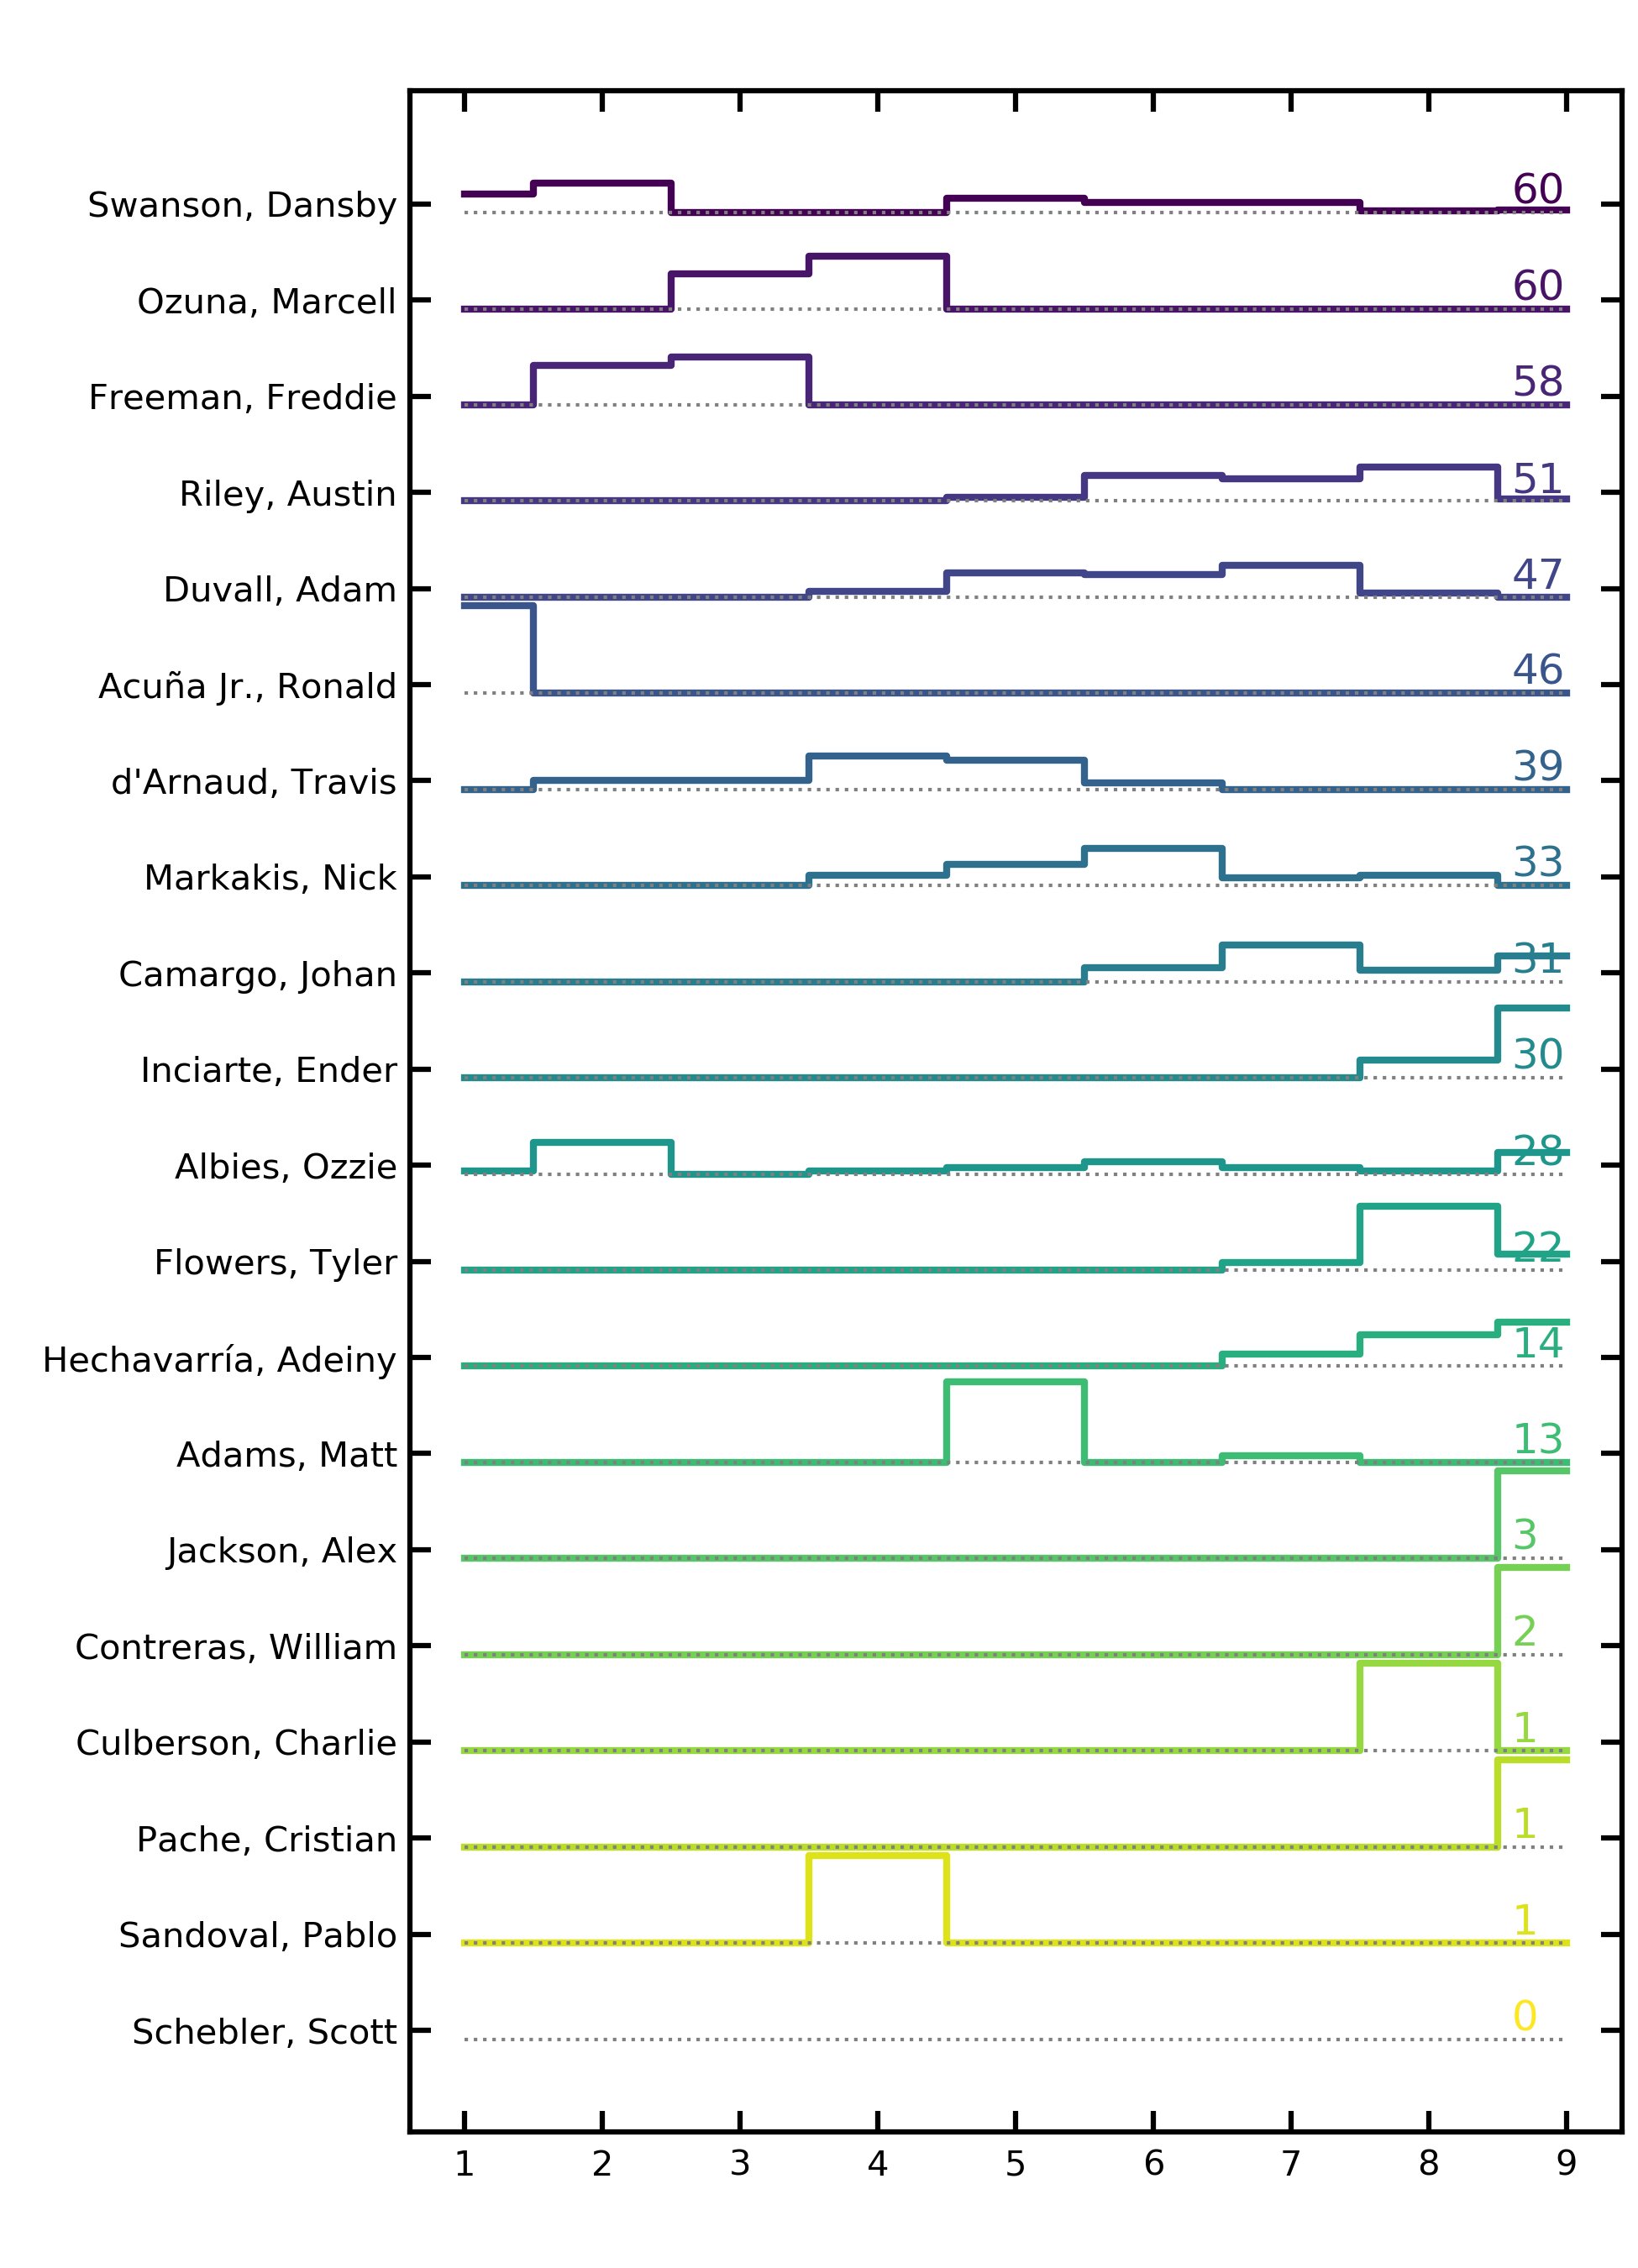 Swanson, Dansby 60
Ozuna, Marcell 60
Freeman, Freddie 58
Riley, Austin 51
Duvall, Adam 47
Acuña Jr., Ronald 46
d'Arnaud, Travis 39
Markakis, Nick 33
Camargo, Johan 31
Inciarte, Ender 30
Albies, Ozzie 28
Flowers, Tyler 22
Hechavarría, Adeiny 14
Adams, Matt 13
Jackson, Alex 3
Contreras, William 2
Culberson, Charlie 1
Pache, Cristian 1
Sandoval, Pablo 1
Schebler, Scott 0
1 2 3 4 5 6 7 8 9